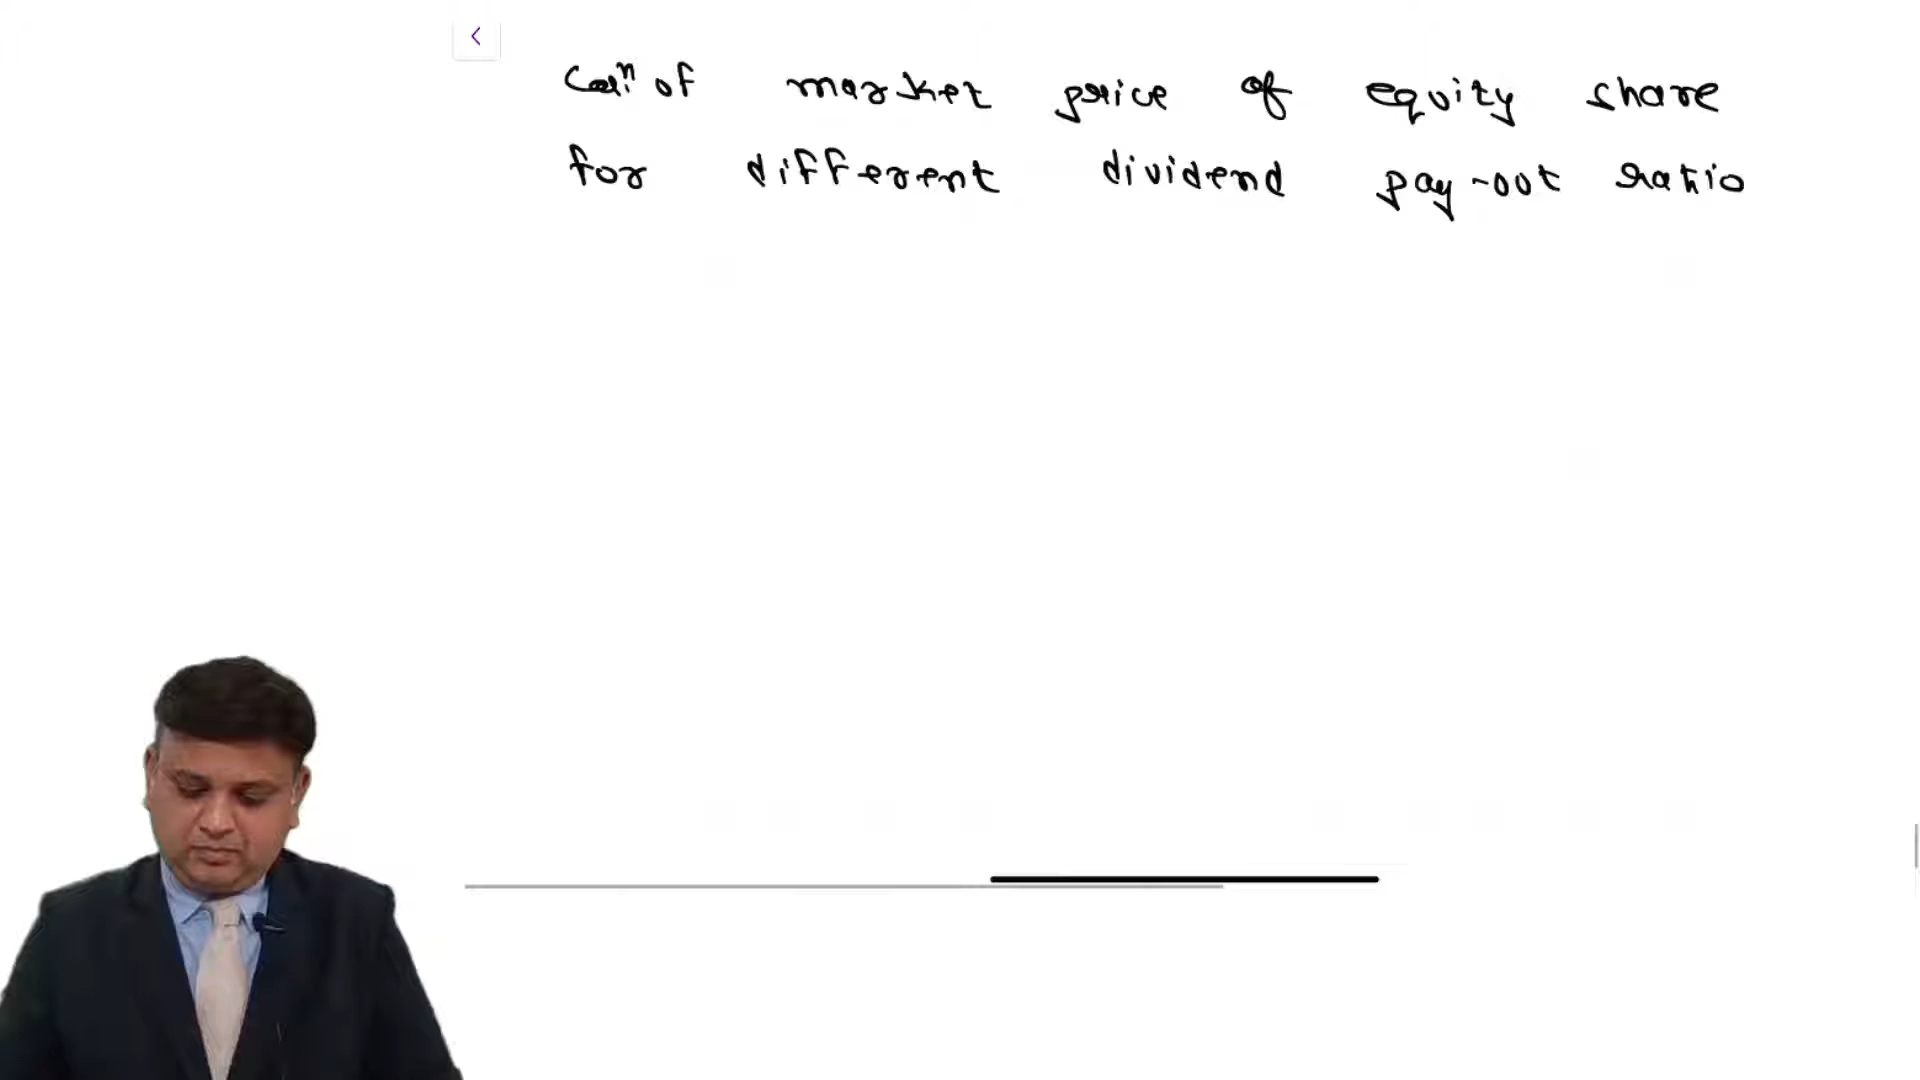 Calⁿ of market price of equity share
for different dividend pay-out ratio